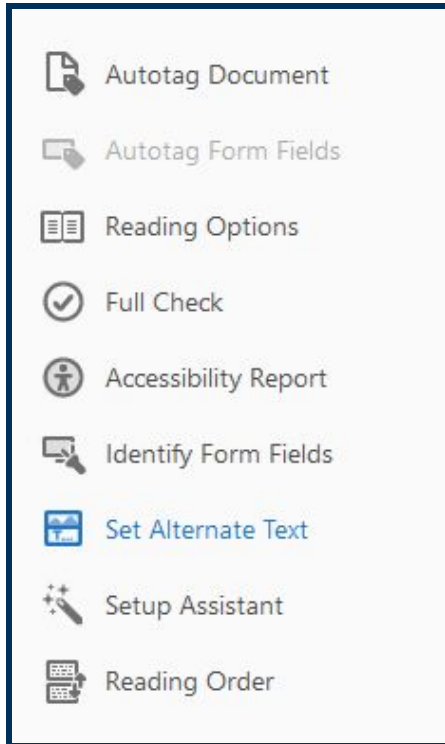 Autotag Document
Autotag Form Fields
Reading Options
Full Check
Accessibility Report
Identify Form Fields
Set Alternate Text
Setup Assistant
Reading Order